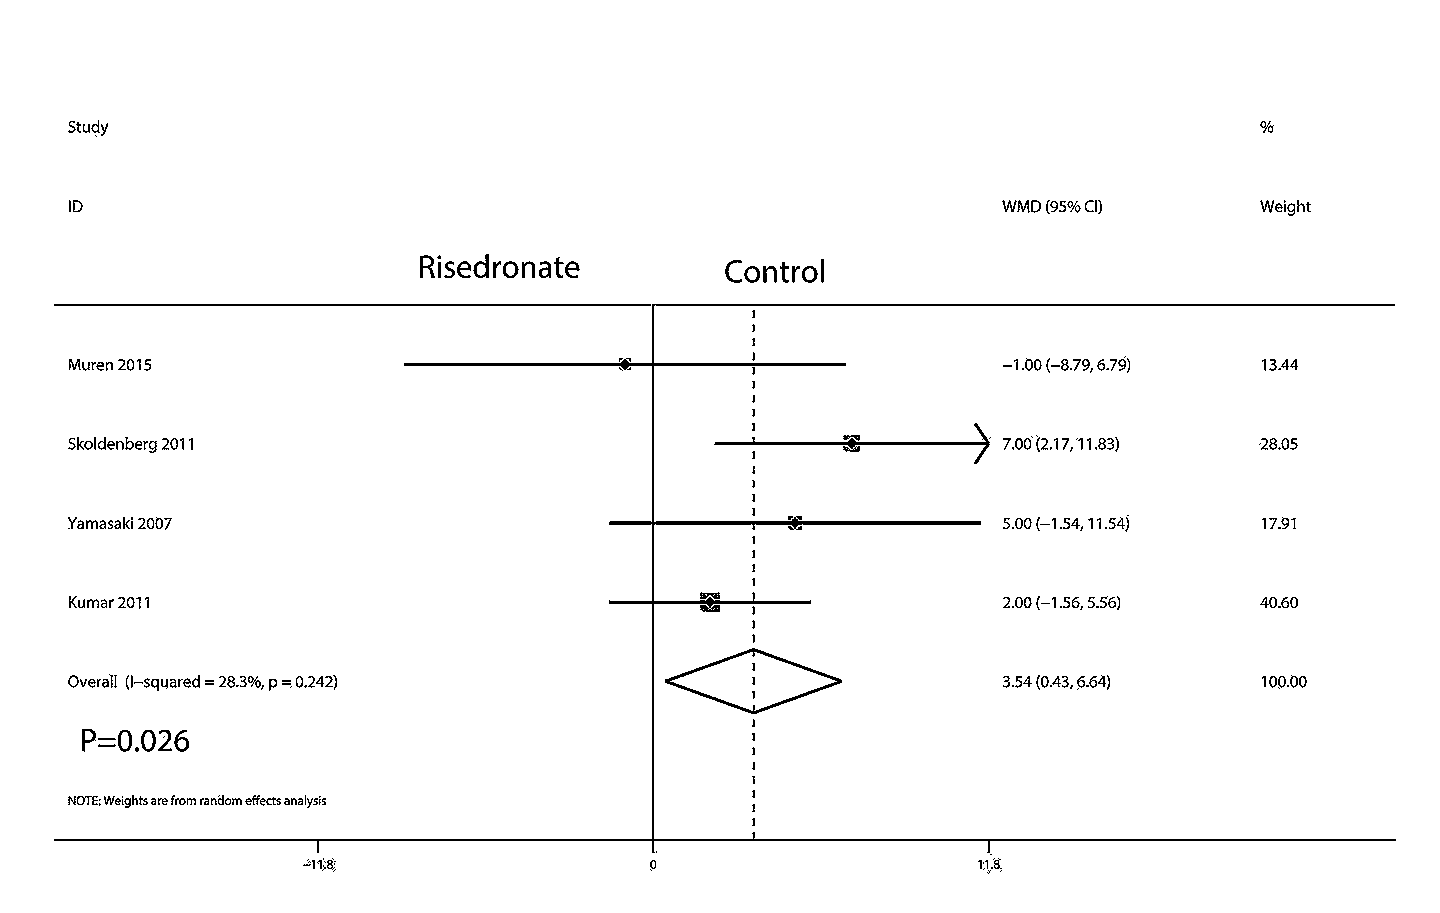 Study %
ID WMD (95% CI) Weight
Risedronate Control
Muren 2015 −1.00 (−8.79, 6.79) 13.44
Skoldenberg 2011 7.00 (2.17, 11.83) 28.05
Yamasaki 2007 5.00 (−1.54, 11.54) 17.91
Kumar 2011 2.00 (−1.56, 5.56) 40.60
Overall (I−squared = 28.3%, p = 0.242) 3.54 (0.43, 6.64) 100.00
P=0.026
NOTE: Weights are from random effects analysis
−11.8 0 11.8